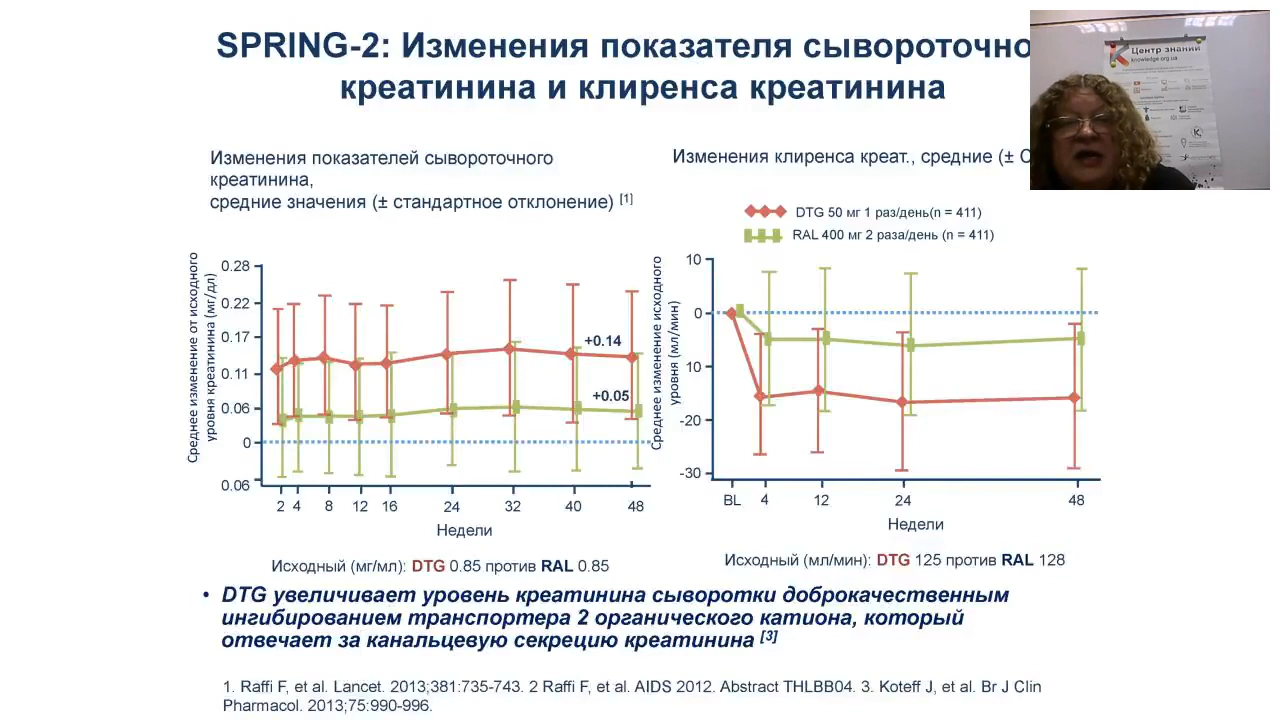 SPRING-2: Изменения показателя сывороточно
креатинина и клиренса креатинина
Центр знаний
knowledge.org.ua
Изменения показателей сывороточного
креатинина,
средние значения (± стандартное отклонение) [1]
Изменения клиренса креат., средние (± С
DTG 50 мг 1 раз/день(n = 411)
RAL 400 мг 2 раза/день (n = 411)
Среднее изменение от исходного
уровня креатинина (мг/дл)
0.28
0.22
0.17
0.11
0.06
0
0.06
+0.14
+0.05
2 4 8 12 16 24 32 40 48
Недели
Исходный (мг/мл): DTG 0.85 против RAL 0.85
Среднее изменение исходного
уровня (мл/мин)
10
0
10
-20
-30
BL 4 12 24 48
Недели
Исходный (мл/мин): DTG 125 против RAL 128
• DTG увеличивает уровень креатинина сыворотки доброкачественным
ингибированием транспортера 2 органического катиона, который
отвечает за канальцевую секрецию креатинина [3]
1. Raffi F, et al. Lancet. 2013;381:735-743. 2 Raffi F, et al. AIDS 2012. Abstract THLBB04. 3. Koteff J, et al. Br J Clin
Pharmacol. 2013;75:990-996.